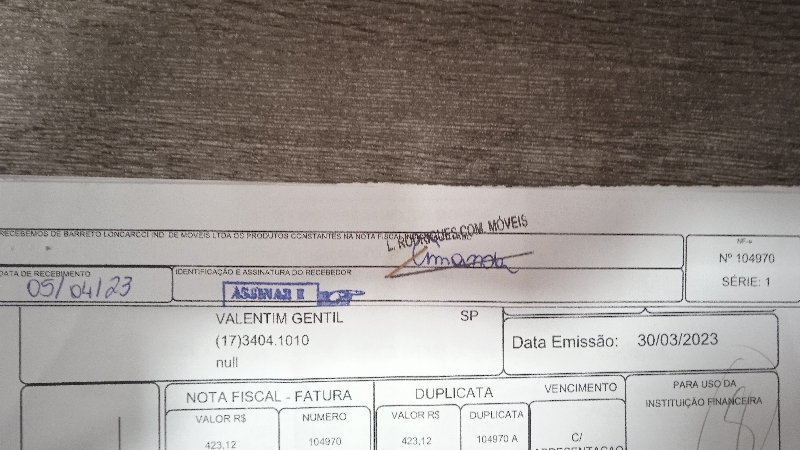 RECEBEMOS DE BARRETO LONCARCCI IND. DE MOVEIS LTDA OS PRODUTOS CONSTANTES NA NOTA FISCAL
L. RODRIGUES COM. MÓVEIS
NF-e
Nº 104970
SÉRIE: 1
DATA DE RECEBIMENTO
05/04/23
IDENTIFICAÇÃO E ASSINATURA DO RECEBEDOR
ASSINAR
VALENTIM GENTIL SP
(17)3404.1010
null
Data Emissão: 30/03/2023
NOTA FISCAL - FATURA
DUPLICATA
VENCIMENTO
PARA USO DA
INSTITUIÇÃO FINANCEIRA
VALOR R$
NUMERO
VALOR R$
DUPLICATA
423,12
104970
423,12
104970 A
C/
APRESENTAÇAO